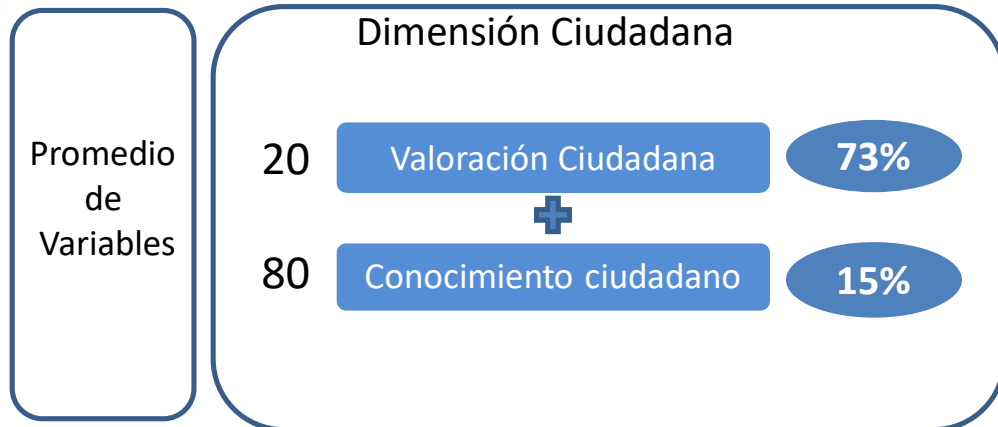 Promedio
de
Variables
Dimensión Ciudadana
20
Valoración Ciudadana
73%
80
Conocimiento ciudadano
15%